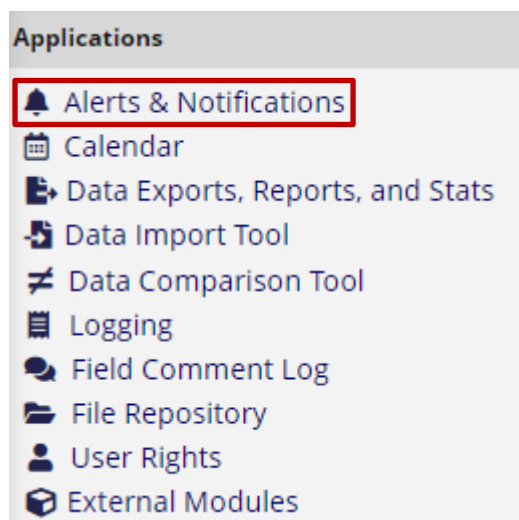 Applications
Alerts & Notifications
Calendar
Data Exports, Reports, and Stats
Data Import Tool
Data Comparison Tool
Logging
Field Comment Log
File Repository
User Rights
External Modules